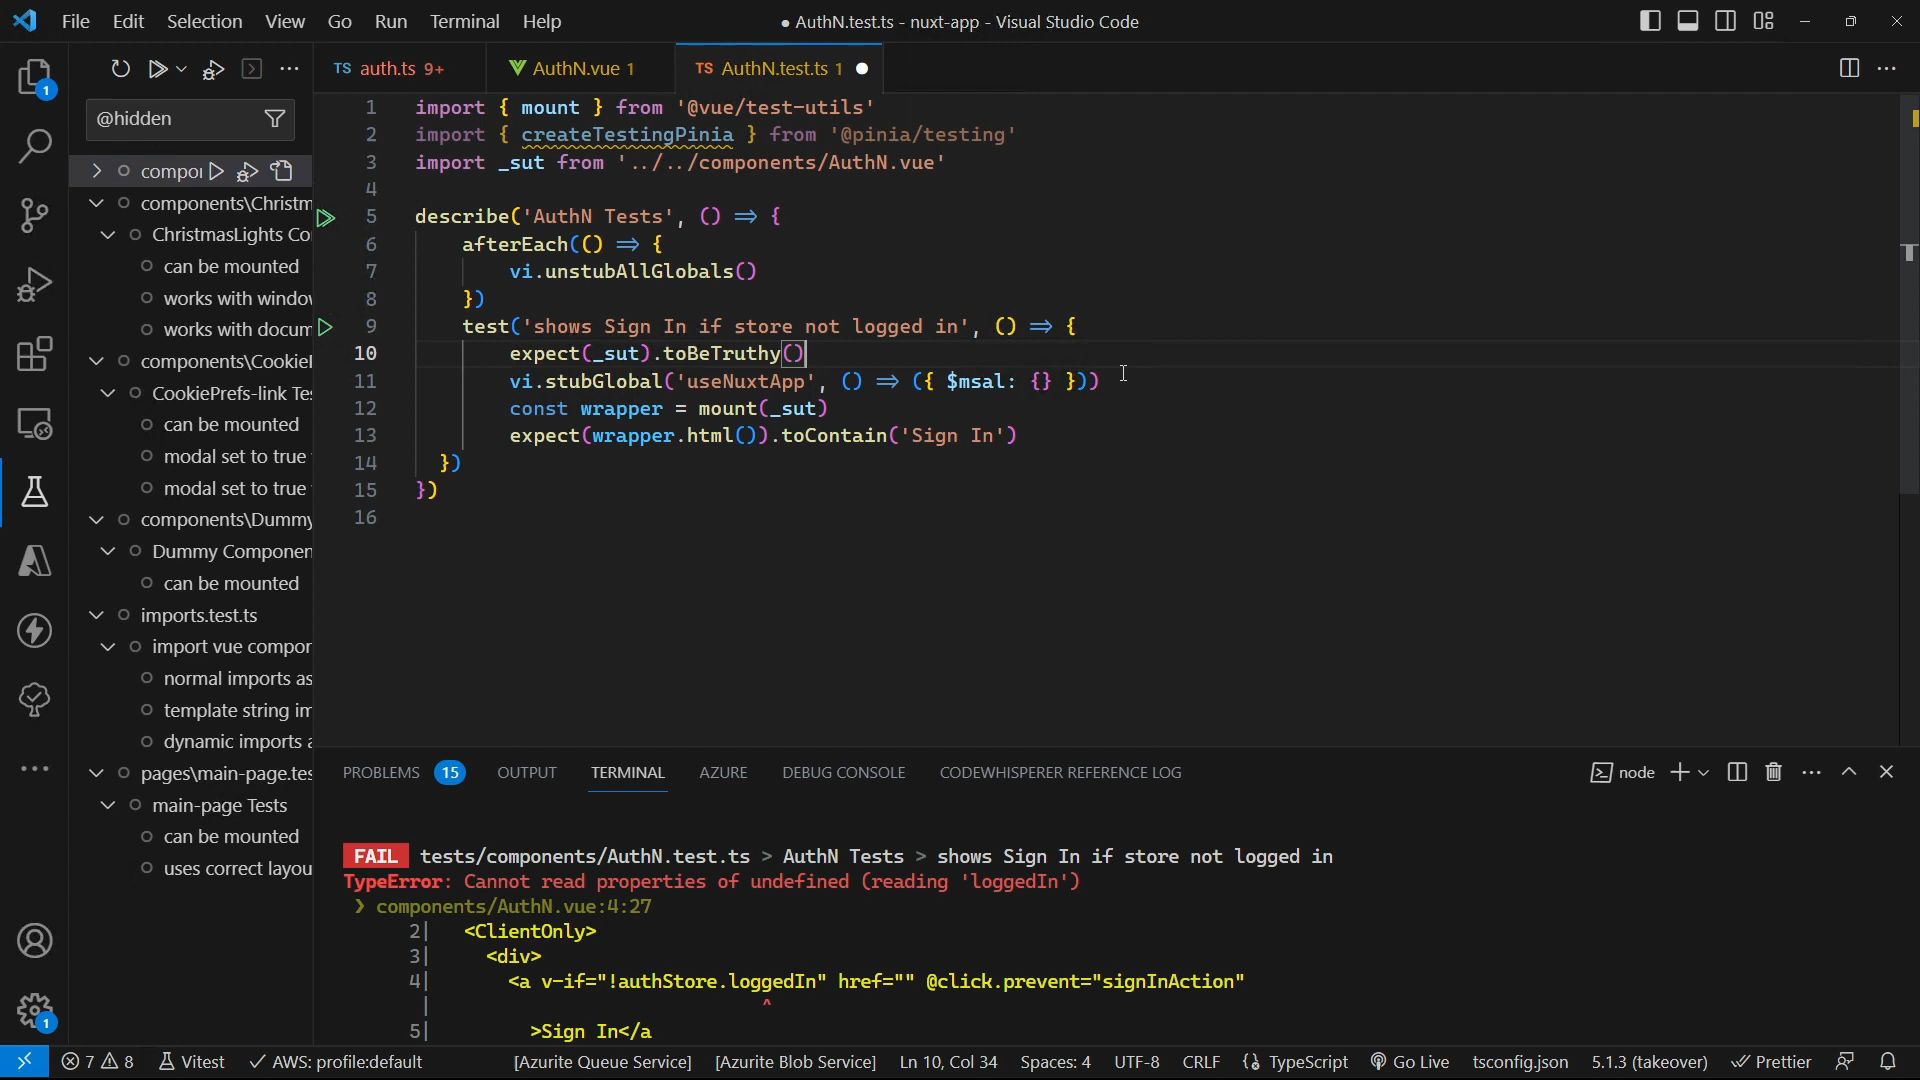 File Edit Selection View Go Run Terminal Help
● AuthN.test.ts - nuxt-app - Visual Studio Code
TS auth.ts 9+
AuthN.vue 1
TS AuthN.test.ts 1
1
@hidden
compo
components\Christm
ChristmasLights Co
can be mounted
works with window
works with docum
components\Cookie
CookiePrefs-link Te
can be mounted
modal set to true
modal set to true
components\Dummy
Dummy Componen
can be mounted
imports.test.ts
import vue compor
normal imports as
template string im
dynamic imports a
pages\main-page.tes
main-page Tests
can be mounted
uses correct layou
1
1 import { mount } from '@vue/test-utils'
2 import { createTestingPinia } from '@pinia/testing'
3 import _sut from '../../components/AuthN.vue'
4
5 describe('AuthN Tests', () => {
6 afterEach(() => {
7 vi.unstubAllGlobals()
8 })
9 test('shows Sign In if store not logged in', () => {
10 expect(_sut).toBeTruthy()
11 vi.stubGlobal('useNuxtApp', () => ({ $msal: {} }))
12 const wrapper = mount(_sut)
13 expect(wrapper.html()).toContain('Sign In')
14 })
15 })
16
PROBLEMS 15 OUTPUT TERMINAL AZURE DEBUG CONSOLE CODEWHISPERER REFERENCE LOG
node
FAIL tests/components/AuthN.test.ts > AuthN Tests > shows Sign In if store not logged in
TypeError: Cannot read properties of undefined (reading 'loggedIn')
❯ components/AuthN.vue:4:27
2| <ClientOnly>
3| <div>
4| <a v-if="!authStore.loggedIn" href="" @click.prevent="signInAction"
| ^
5| >Sign In</a
7 8 Vitest AWS: profile:default [Azurite Queue Service] [Azurite Blob Service] Ln 10, Col 34 Spaces: 4 UTF-8 CRLF TypeScript Go Live tsconfig.json 5.1.3 (takeover) Prettier